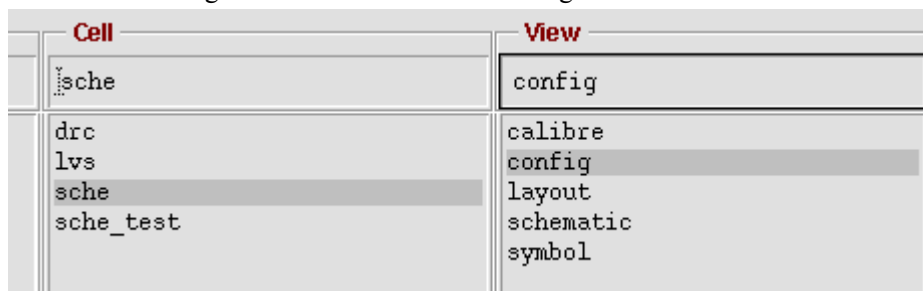 Cell
View
sche
config
drc
calibre
lvs
config
sche
layout
sche_test
schematic
symbol